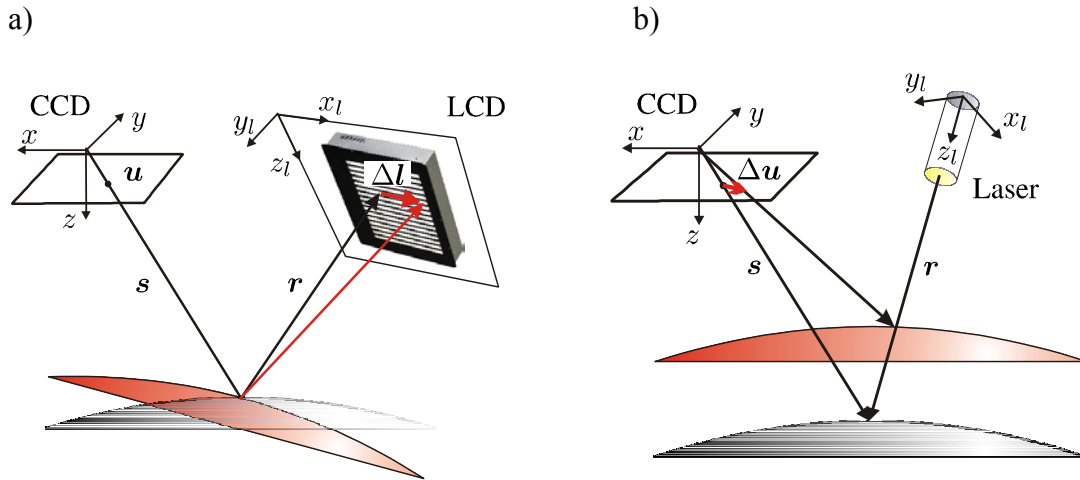 a)
CCD
x
y
z
u
s
r
x_l
y_l
z_l
LCD
Δl
b)
CCD
x
y
z
Δu
s
r
y_l
x_l
z_l
Laser